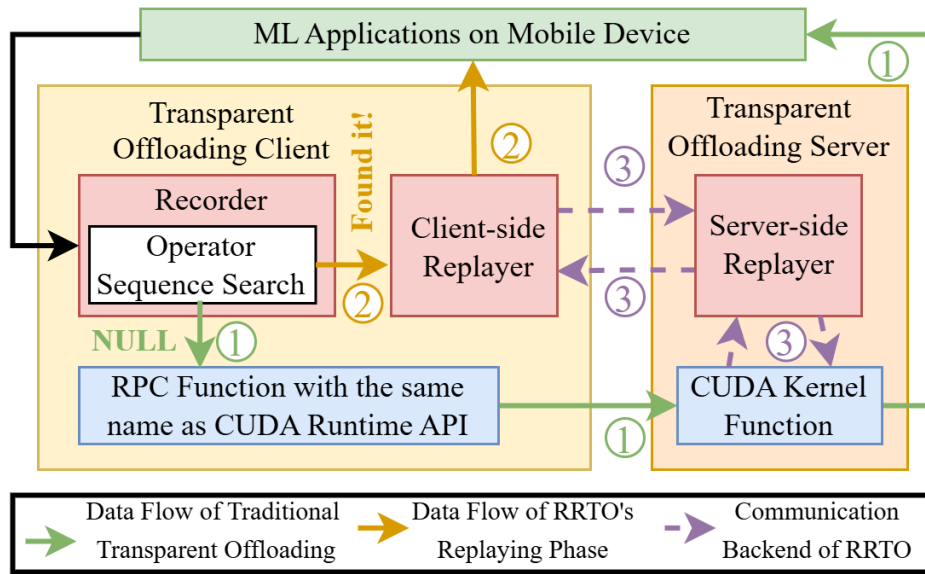 ML Applications on Mobile Device
①
Transparent
Offloading Client
Found it!
②
③
Transparent
Offloading Server
Recorder
Operator
Sequence Search
②
Client-side
Replayer
③
Server-side
Replayer
NULL
①
③
RPC Function with the same
name as CUDA Runtime API
①
CUDA Kernel
Function
Data Flow of Traditional
Transparent Offloading
Data Flow of RRTO's
Replaying Phase
Communication
Backend of RRTO